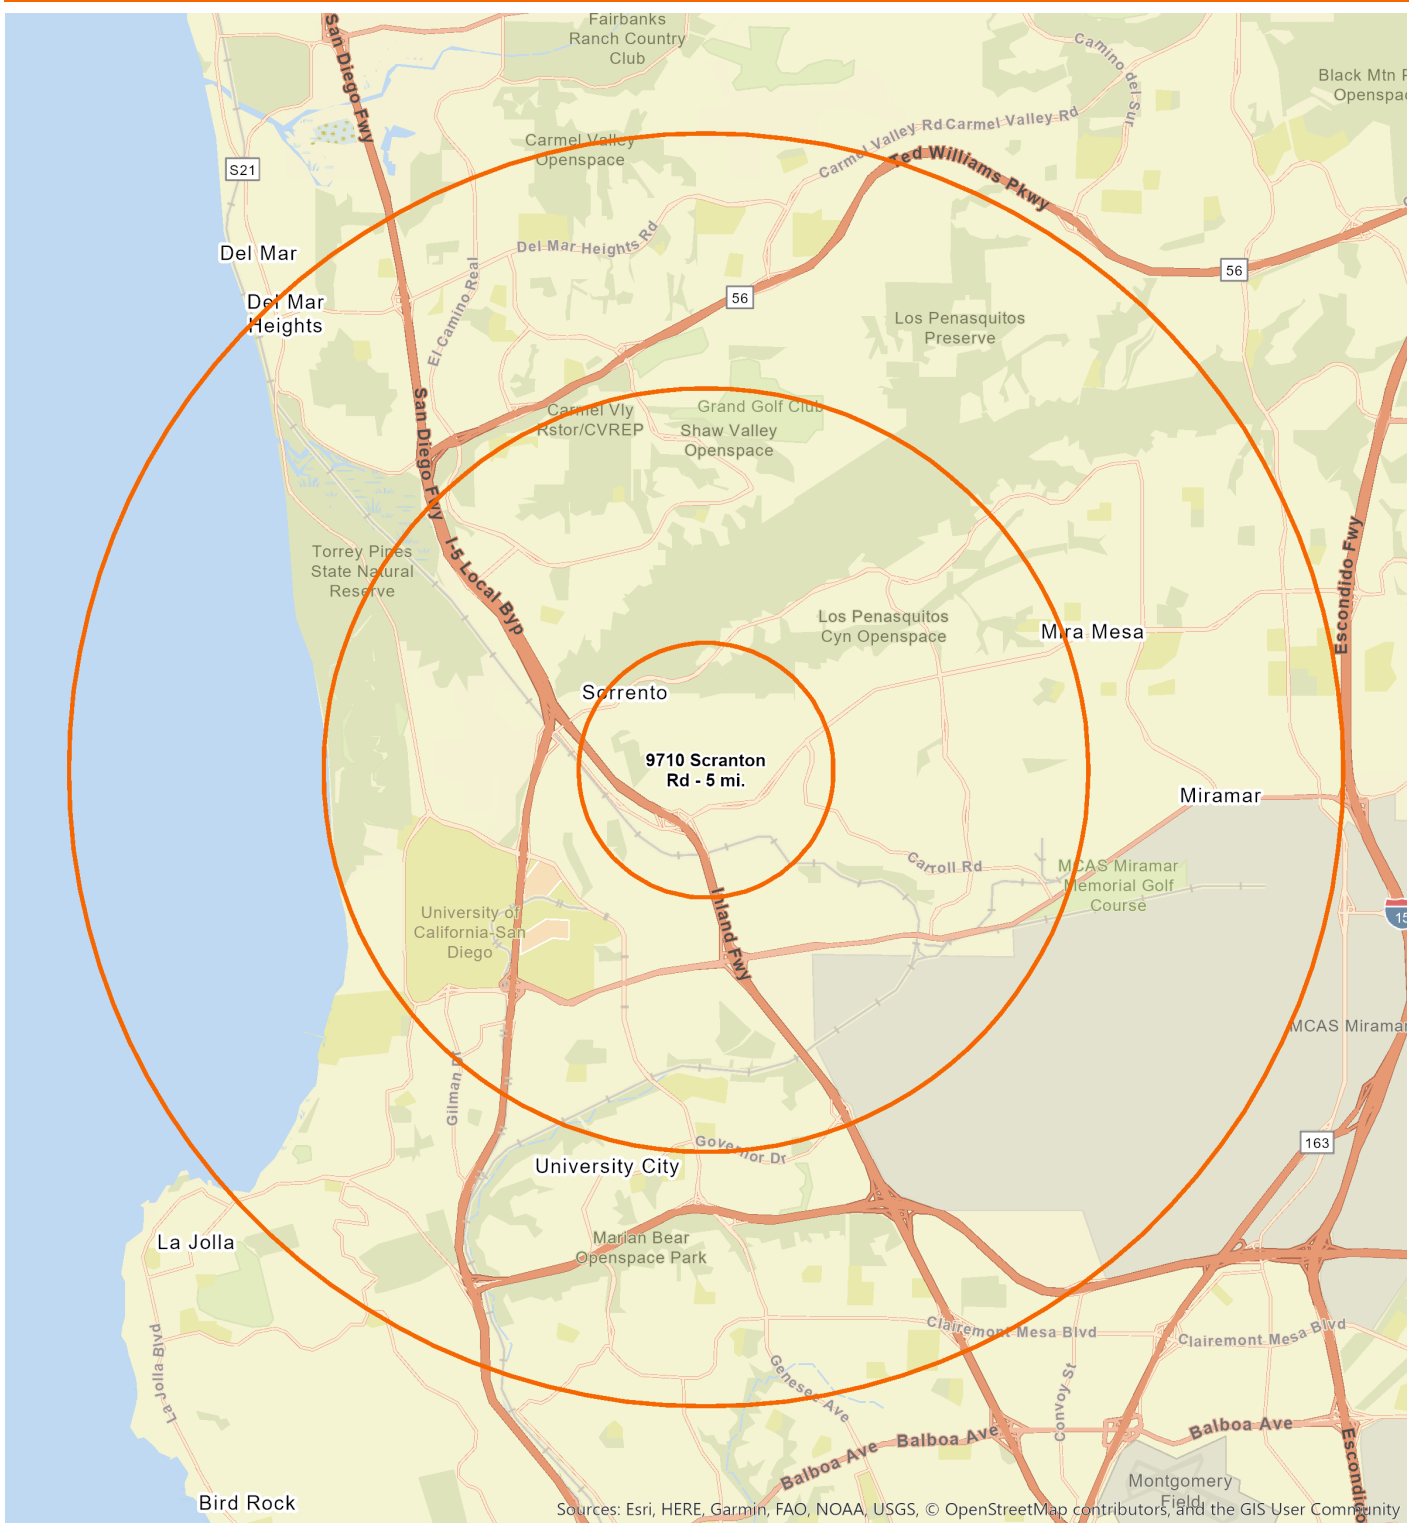 San Diego Fwy
Fairbanks
Ranch Country
Club
Camino del Sur
Black Mtn
Carmel Valley Rd
Carmel Valley Rd
Carmel Valley
Openspace
Ted Williams Pkwy
S21
Del Mar
Del Mar Heights Rd
El Camino Real
56
56
Del Mar
Heights
Los Penasquitos
Preserve
San Diego Fwy
Carmel Vly
Rstor/CVREP
Grand Golf Club
Shaw Valley
Openspace
Torrey Pines
State Natural
Reserve
I-5 Local Byp
Escondido Fwy
Los Penasquitos
Cyn Openspace
Mira Mesa
Sorrento
9710 Scranton
Rd - 5 mi.
Miramar
Carroll Rd
MCAS Miramar
Memorial Golf
Course
University of
California-San
Diego
Inland Fwy
15
MCAS Miramar
Gilman Dr
Governor Dr
163
University City
La Jolla
Marian Bear
Openspace Park
La Jolla Blvd
Clairemont Mesa Blvd
Clairemont Mesa Blvd
Genesee Ave
Convoy St
Balboa Ave
Balboa Ave
Balboa Ave
Bird Rock
Montgomery
Field
Sources: Esri, HERE, Garmin, FAO, NOAA, USGS, © OpenStreetMap contributors, and the GIS User Community